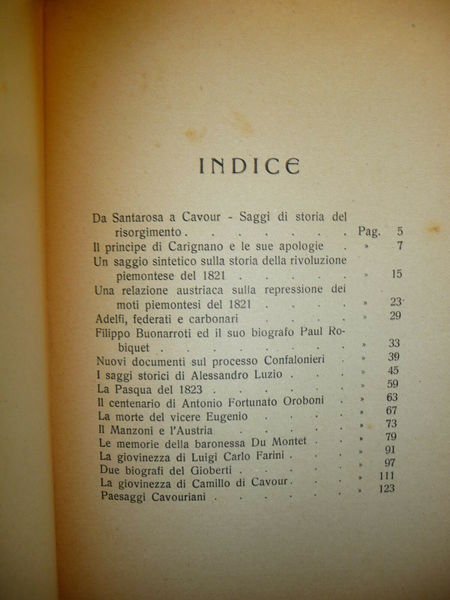 INDICE
Da Santarosa a Cavour - Saggi di storia del
risorgimento . . . . . . Pag. 5
Il principe di Carignano e le sue apologie . » 7
Un saggio sintetico sulla storia della rivoluzione
piemontese del 1821 . . . . . » 15
Una relazione austriaca sulla repressione dei
moti piemontesi del 1821 . . . . » 23
Adelfi, federati e carbonari . . . . » 29
Filippo Buonarroti ed il suo biografo Paul Ro-
biquet . . . . . . . » 33
Nuovi documenti sul processo Confalonieri . » 39
I saggi storici di Alessandro Luzio . . . » 45
La Pasqua del 1823 . . . . . » 59
Il centenario di Antonio Fortunato Oroboni . » 63
La morte del vicere Eugenio . . . . » 67
Il Manzoni e l'Austria . . . . . » 73
Le memorie della baronessa Du Montet . . » 79
La giovinezza di Luigi Carlo Farini . . . » 91
Due biografi del Gioberti . . . . » 97
La giovinezza di Camillo di Cavour . . . » 111
Paesaggi Cavouriani . . . . . » 123